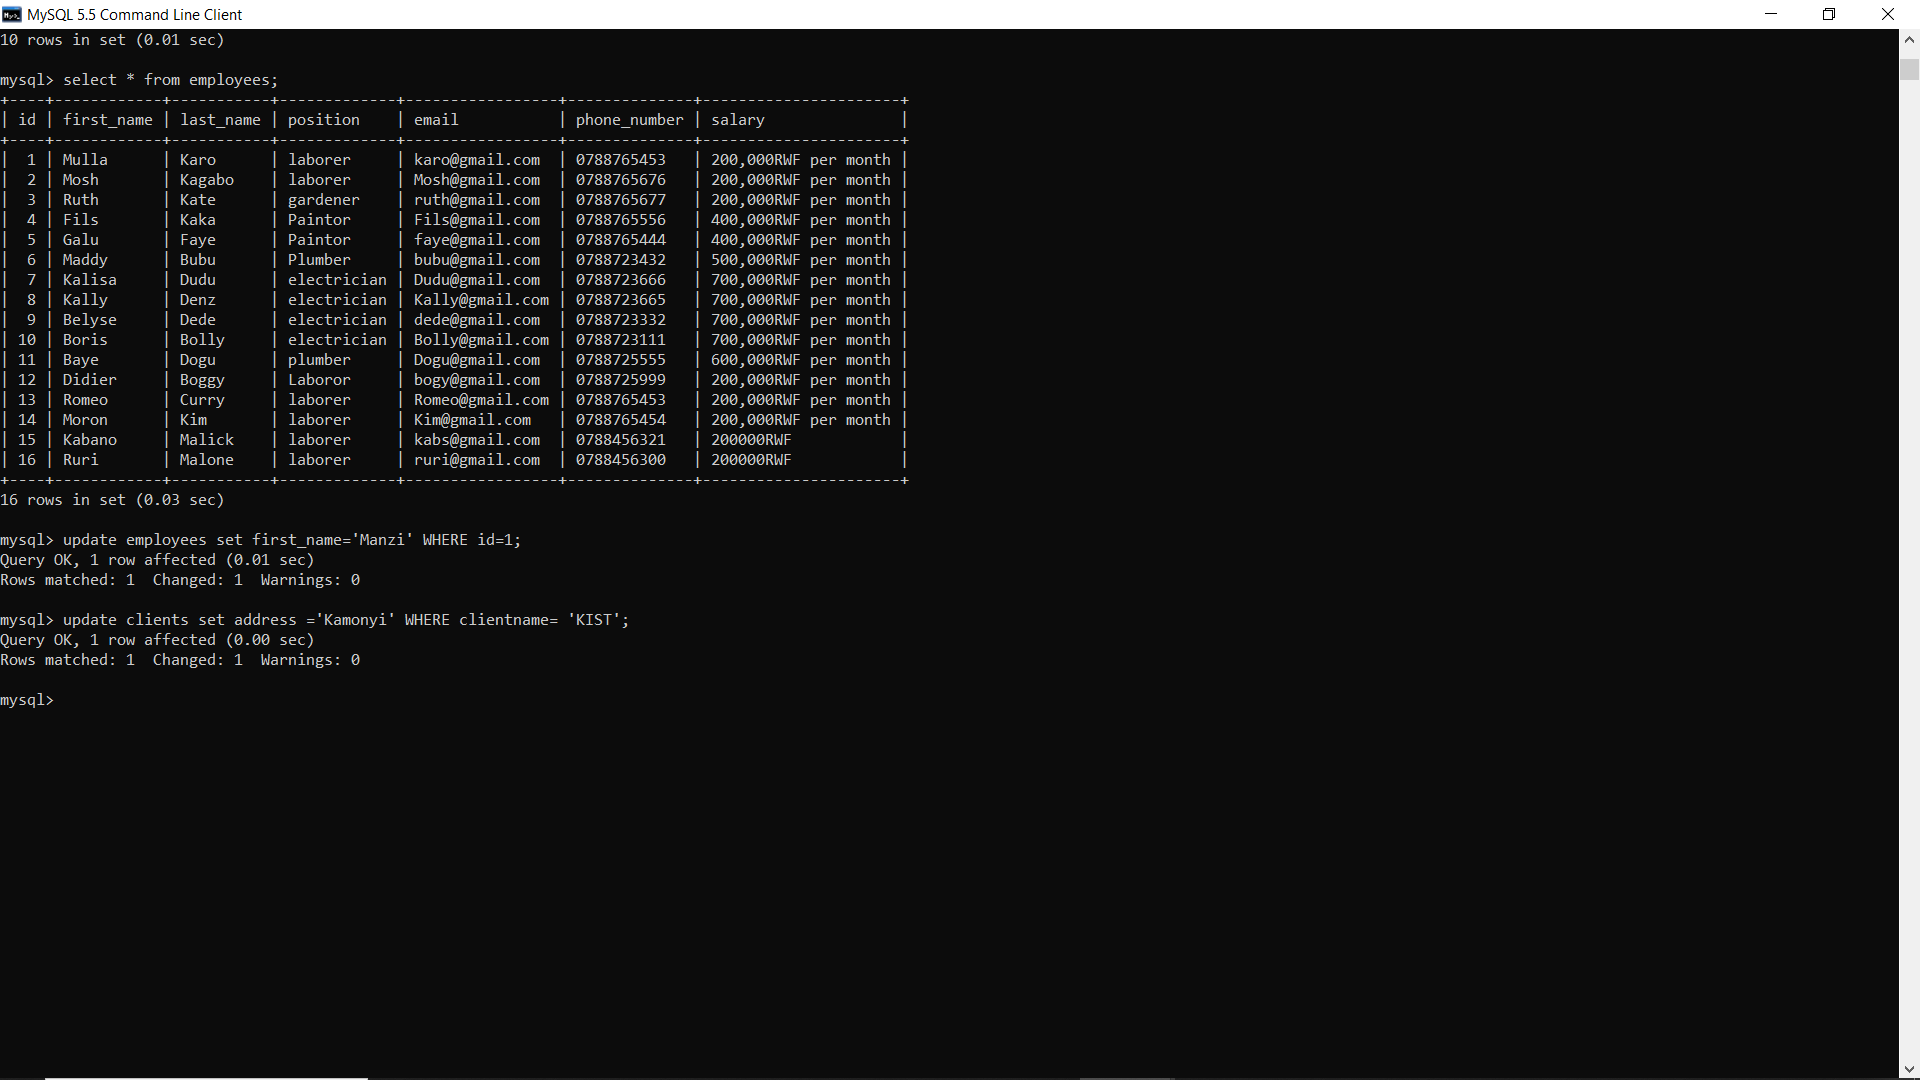 MySQL 5.5 Command Line Client
10 rows in set (0.01 sec)
mysql> select * from employees;
+----+------------+-----------+-------------+-----------------+--------------+----------------------+
| id | first_name | last_name | position    | email           | phone_number | salary               |
+----+------------+-----------+-------------+-----------------+--------------+----------------------+
|  1 | Mulla      | Karo      | laborer     | karo@gmail.com  | 0788765453   | 200,000RWF per month |
|  2 | Mosh       | Kagabo    | laborer     | Mosh@gmail.com  | 0788765676   | 200,000RWF per month |
|  3 | Ruth       | Kate      | gardener    | ruth@gmail.com  | 0788765677   | 200,000RWF per month |
|  4 | Fils       | Kaka      | Paintor     | Fils@gmail.com  | 0788765556   | 400,000RWF per month |
|  5 | Galu       | Faye      | Paintor     | faye@gmail.com  | 0788765444   | 400,000RWF per month |
|  6 | Maddy      | Bubu      | Plumber     | bubu@gmail.com  | 0788723432   | 500,000RWF per month |
|  7 | Kalisa     | Dudu      | electrician | Dudu@gmail.com  | 0788723666   | 700,000RWF per month |
|  8 | Kally      | Denz      | electrician | Kally@gmail.com | 0788723665   | 700,000RWF per month |
|  9 | Belyse     | Dede      | electrician | dede@gmail.com  | 0788723332   | 700,000RWF per month |
| 10 | Boris      | Bolly     | electrician | Bolly@gmail.com | 0788723111   | 700,000RWF per month |
| 11 | Baye       | Dogu      | plumber     | Dogu@gmail.com  | 0788725555   | 600,000RWF per month |
| 12 | Didier     | Boggy     | Laboror     | bogy@gmail.com  | 0788725999   | 200,000RWF per month |
| 13 | Romeo      | Curry     | laborer     | Romeo@gmail.com | 0788765453   | 200,000RWF per month |
| 14 | Moron      | Kim       | laborer     | Kim@gmail.com   | 0788765454   | 200,000RWF per month |
| 15 | Kabano     | Malick    | laborer     | kabs@gmail.com  | 0788456321   | 200000RWF            |
| 16 | Ruri       | Malone    | laborer     | ruri@gmail.com  | 0788456300   | 200000RWF            |
+----+------------+-----------+-------------+-----------------+--------------+----------------------+
16 rows in set (0.03 sec)
mysql> update employees set first_name='Manzi' WHERE id=1;
Query OK, 1 row affected (0.01 sec)
Rows matched: 1  Changed: 1  Warnings: 0
mysql> update clients set address ='Kamonyi' WHERE clientname= 'KIST';
Query OK, 1 row affected (0.00 sec)
Rows matched: 1  Changed: 1  Warnings: 0
mysql>